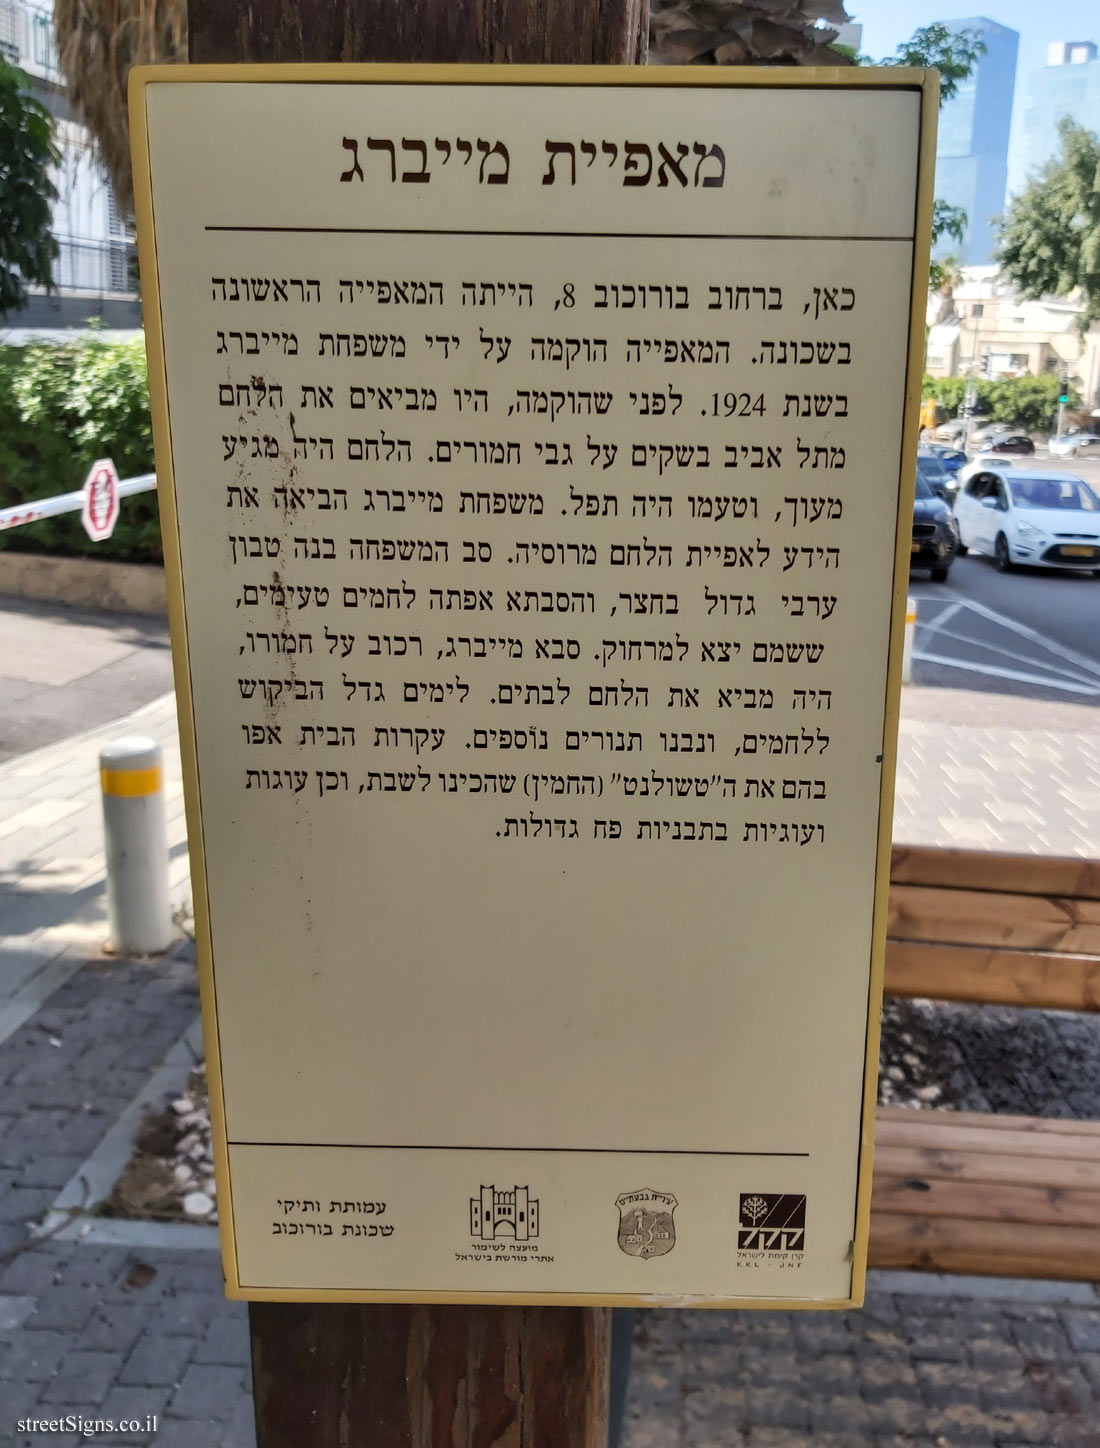 מאפיית מייברג
כאן, ברחוב בורוכוב 8, הייתה המאפייה הראשונה
בשכונה. המאפייה הוקמה על ידי משפחת מייברג
בשנת 1924. לפני שהוקמה, היו מביאים את הלחם
מתל אביב בשקים על גבי חמורים. הלחם היה מגיע
מעוך, וטעמו היה תפל. משפחת מייברג הביאה את
הידע לאפיית הלחם מרוסיה. סב המשפחה בנה טבון
ערבי גדול בחצר, והסבתא אפתה לחמים טעימים,
ששמם יצא למרחוק. סבא מייברג, רכוב על חמורו,
היה מביא את הלחם לבתים. לימים גדל הביקוש
ללחמים, ונבנו תנורים נוספים. עקרות הבית אפו
בהם את ה"טשולנט" (החמין) שהכינו לשבת, וכן עוגות
ועוגיות בתבניות פח גדולות.
קקל
קרן קימת לישראל
KKL - JNF
עירית גבעתים
מועצה לשימור
אתרי מורשת בישראל
עמותת ותיקי
שכונת בורוכוב
streetSigns.co.il